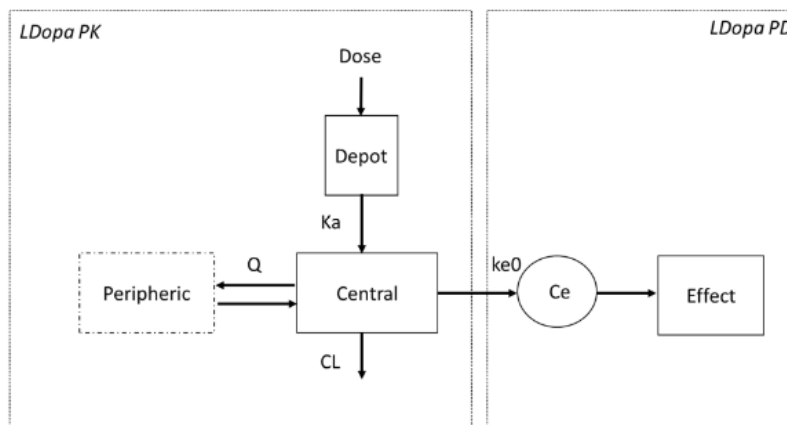 LDopa PK
LDopa PD
Dose
Depot
Ka
Q
ke0
Peripheric
Central
Ce
Effect
CL